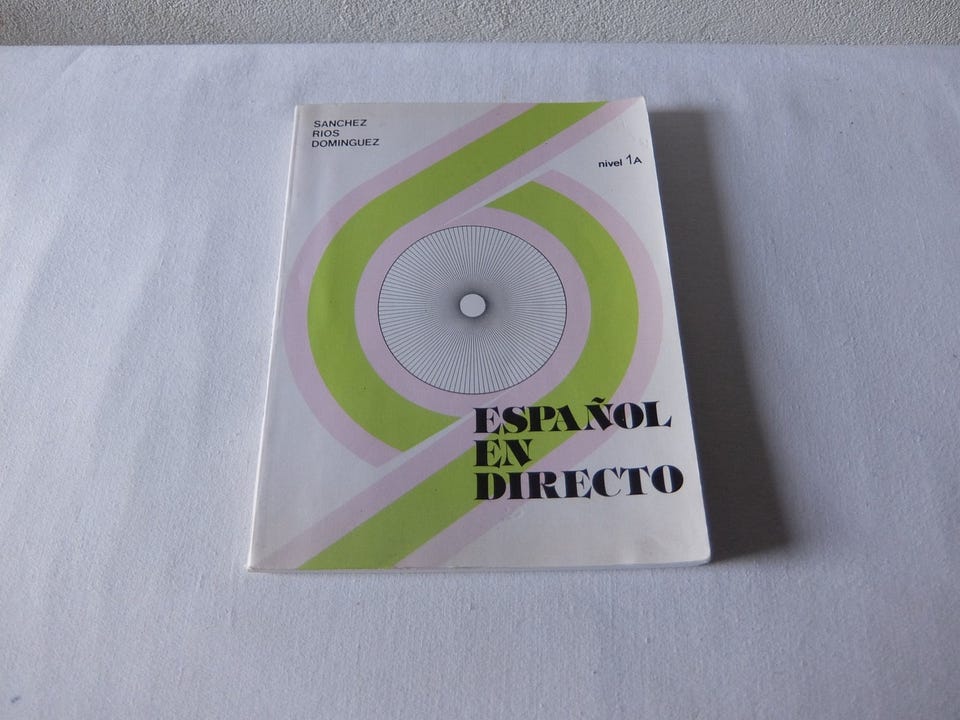 SANCHEZ
RIOS
DOMINGUEZ
nivel 1A
ESPAÑOL
EN
DIRECTO